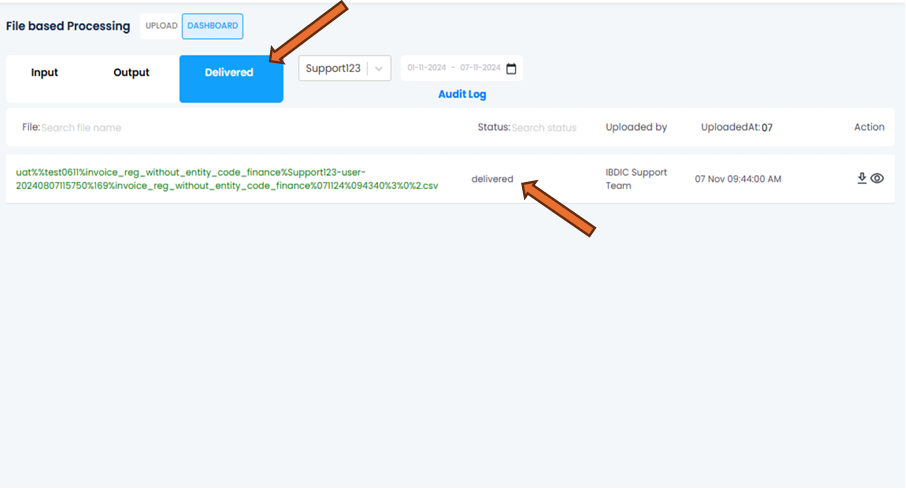 File based Processing UPLOAD DASHBOARD
Input Output Delivered Support123 01-11-2024 - 07-11-2024
Audit Log
File: Search file name Status: Search status Uploaded by UploadedAt: 07 Action
uat%%test0611%invoice_reg_without_entity_code_finance%Support123-user-
20240807115750%169%invoice_reg_without_entity_code_finance%071124%094340%3%0%2.csv
delivered
IBDIC Support
Team
07 Nov 09:44:00 AM